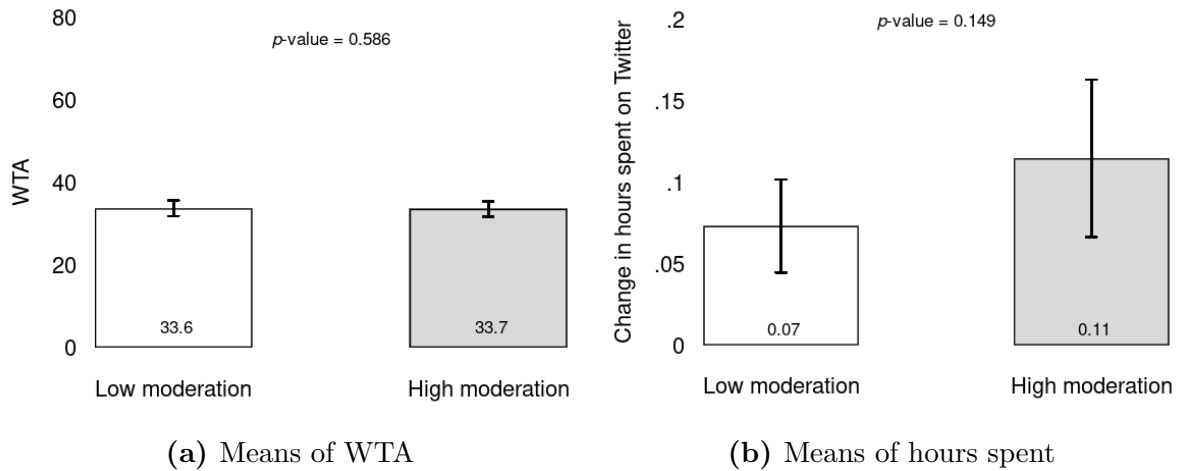 80
60
40
20
0
WTA
p-value = 0.586
33.6
33.7
Low moderation
High moderation
(a) Means of WTA
.2
.15
.1
.05
0
Change in hours spent on Twitter
p-value = 0.149
0.07
0.11
Low moderation
High moderation
(b) Means of hours spent